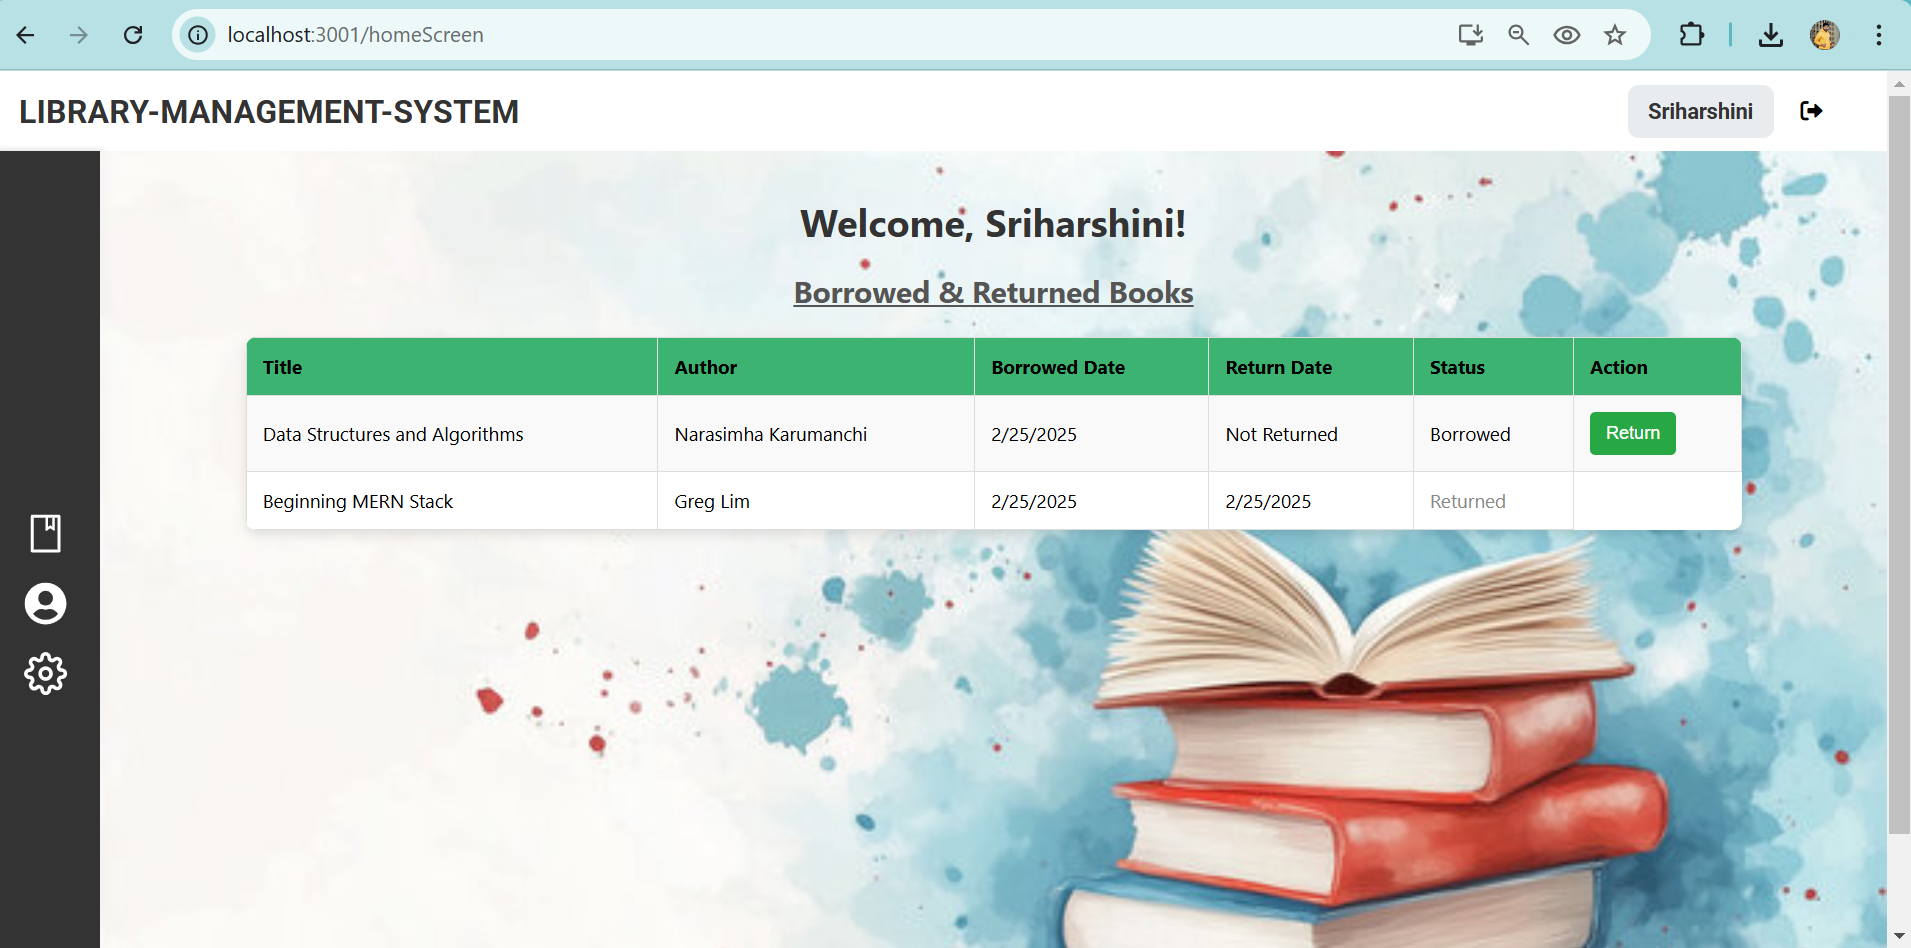 localhost:3001/homeScreen
LIBRARY-MANAGEMENT-SYSTEM
Sriharshini
Welcome, Sriharshini!
Borrowed & Returned Books
Title Author Borrowed Date Return Date Status Action
Data Structures and Algorithms Narasimha Karumanchi 2/25/2025 Not Returned Borrowed Return
Beginning MERN Stack Greg Lim 2/25/2025 2/25/2025 Returned